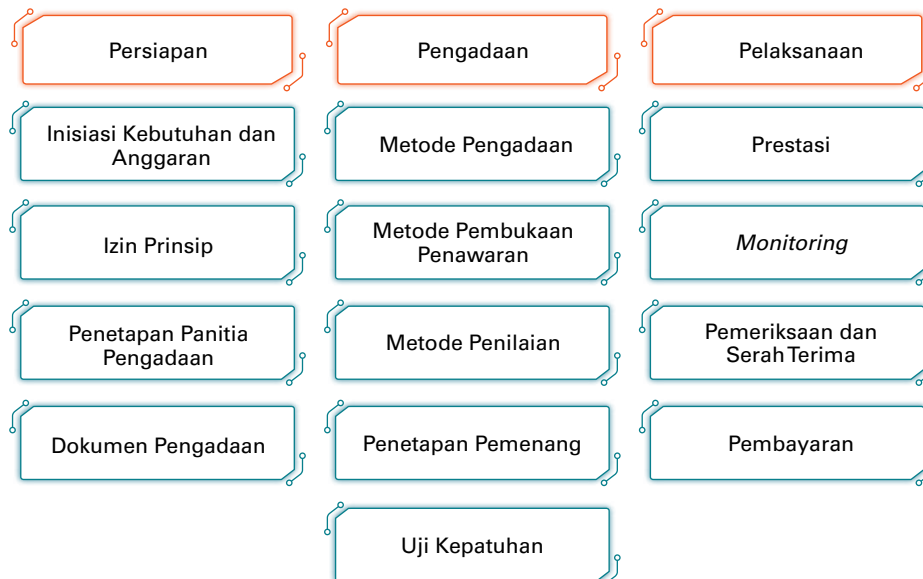 Persiapan
Pengadaan
Pelaksanaan
Inisiasi Kebutuhan dan
Anggaran
Metode Pengadaan
Prestasi
Izin Prinsip
Metode Pembukaan
Penawaran
Monitoring
Penetapan Panitia
Pengadaan
Metode Penilaian
Pemeriksaan dan
Serah Terima
Dokumen Pengadaan
Penetapan Pemenang
Pembayaran
Uji Kepatuhan